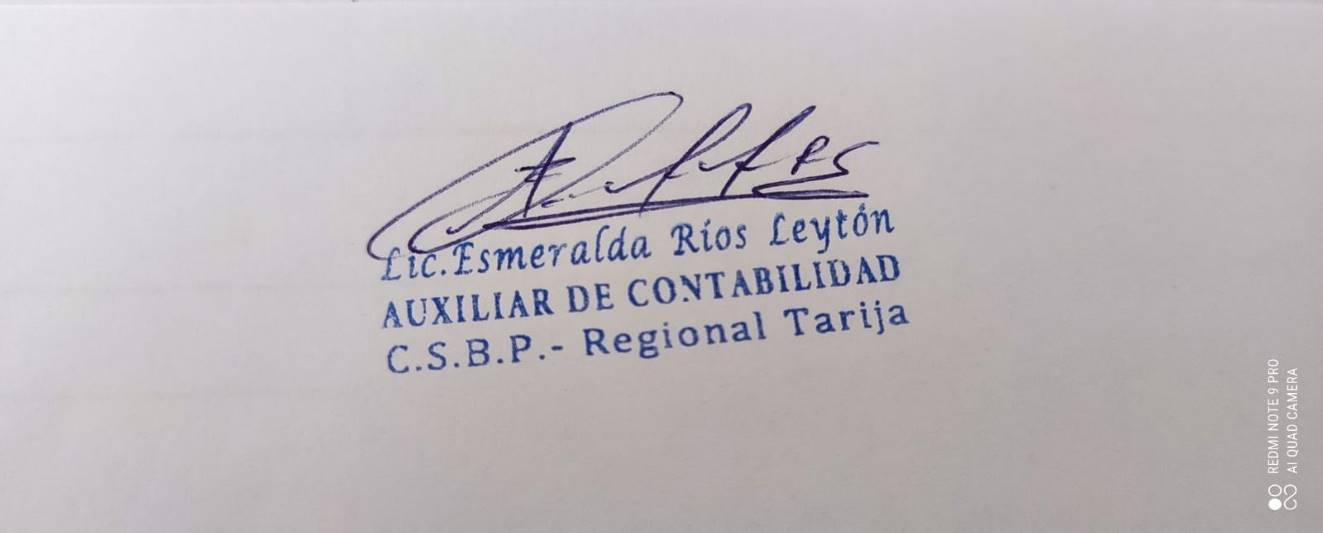 Lic.Esmeralda Ríos Leytón
AUXILIAR DE CONTABILIDAD
C.S.B.P.- Regional Tarija
REDMI NOTE 9 PRO
AI QUAD CAMERA